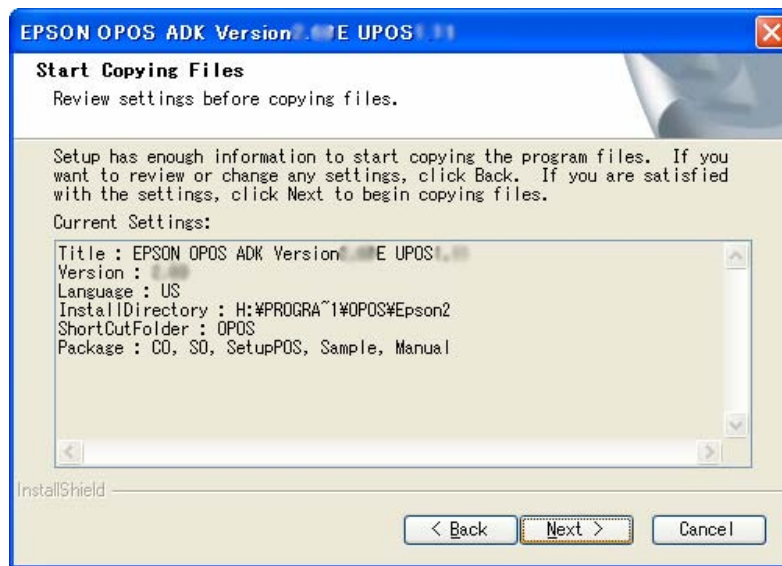 EPSON OPOS ADK Version E UPOS
Start Copying Files
Review settings before copying files.
Setup has enough information to start copying the program files.  If you
want to review or change any settings, click Back.  If you are satisfied
with the settings, click Next to begin copying files.
Current Settings:
Title : EPSON OPOS ADK Version E UPOS
Version :
Language : US
InstallDirectory : H:¥PROGRA~1¥OPOS¥Epson2
ShortCutFolder : OPOS
Package : CO, SO, SetupPOS, Sample, Manual
InstallShield
< Back
Next >
Cancel